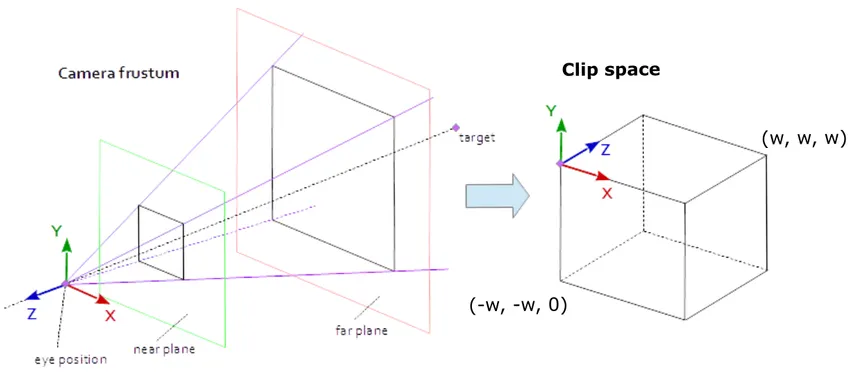 Camera frustum
target
Y
Z
X
eye position
near plane
far plane
Clip space
Y
Z
X
(w, w, w)
(-w, -w, 0)